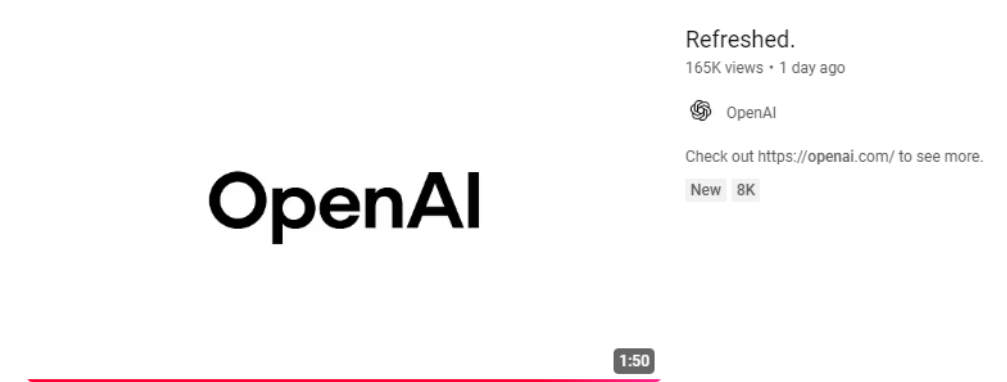 OpenAI
1:50
Refreshed.
165K views • 1 day ago
OpenAI
Check out https://openai.com/ to see more.
New 8K